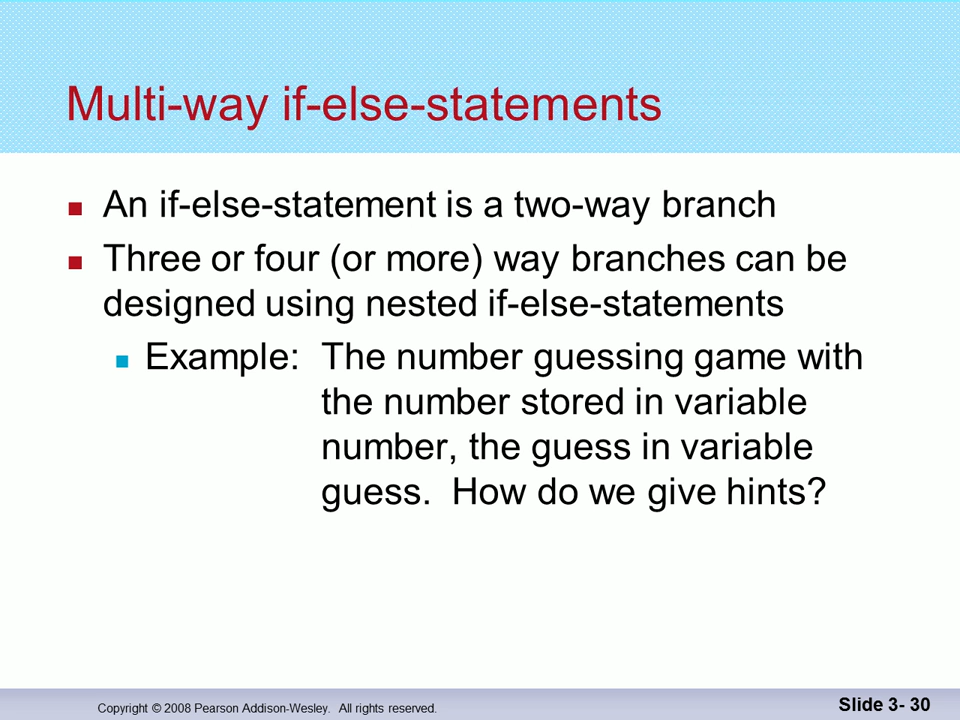 Multi-way if-else-statements
An if-else-statement is a two-way branch
Three or four (or more) way branches can be
designed using nested if-else-statements
Example: The number guessing game with
the number stored in variable
number, the guess in variable
guess. How do we give hints?
Copyright © 2008 Pearson Addison-Wesley. All rights reserved.
Slide 3- 30